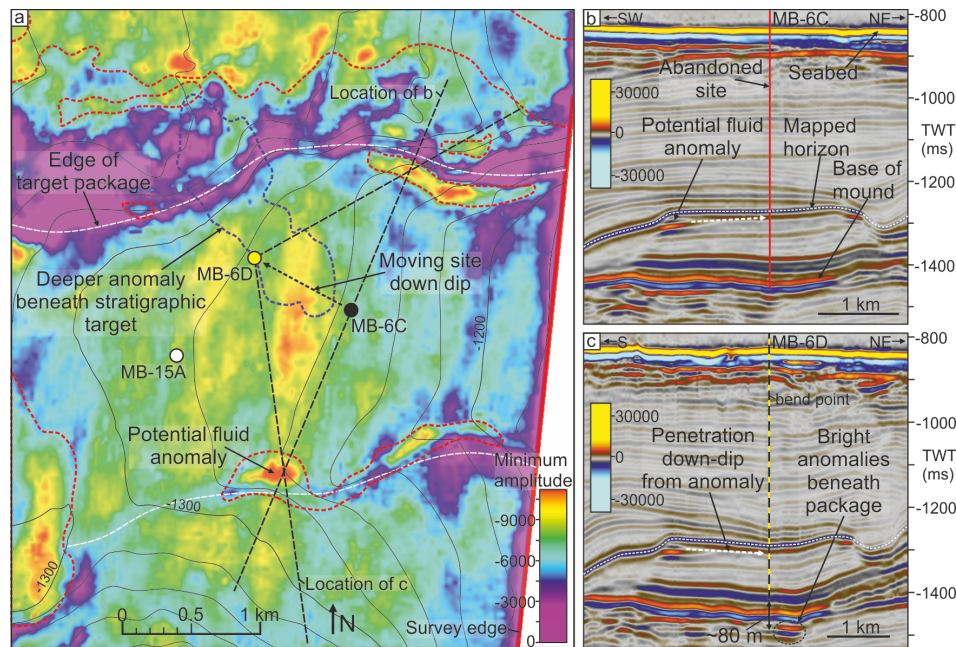 a
Location of b
Edge of
target package
Deeper anomaly
beneath stratigraphic
target
MB-6D
Moving site
down dip
MB-6C
MB-15A
-1200
Potential fluid
anomaly
-1300
-1300
Location of c
0 0.5 1 km
N
Survey edge
Minimum
amplitude
-9000
-6000
-3000
0
b
SW
MB-6C
NE
-800
Abandoned
site
Seabed
30000
0
-30000
-1000
TWT
(ms)
Potential fluid
anomaly
Mapped
horizon
Base of
mound
-1200
-1400
1 km
c
S
MB-6D
NE
-800
bend point
30000
0
-30000
Penetration
down-dip
from anomaly
Bright
anomalies
beneath
package
-1000
TWT
(ms)
-1200
-1400
~80 m
1 km